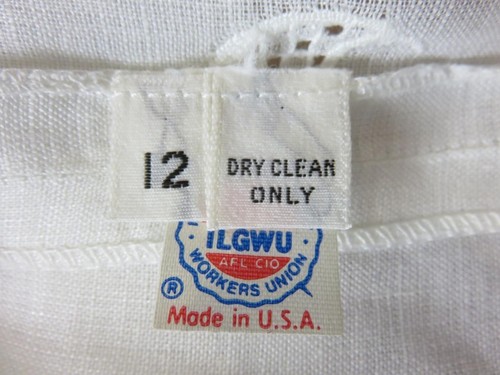 12
DRY CLEAN
ONLY
ILGWU
AFL CIO
WORKERS UNION
®
Made in U.S.A.